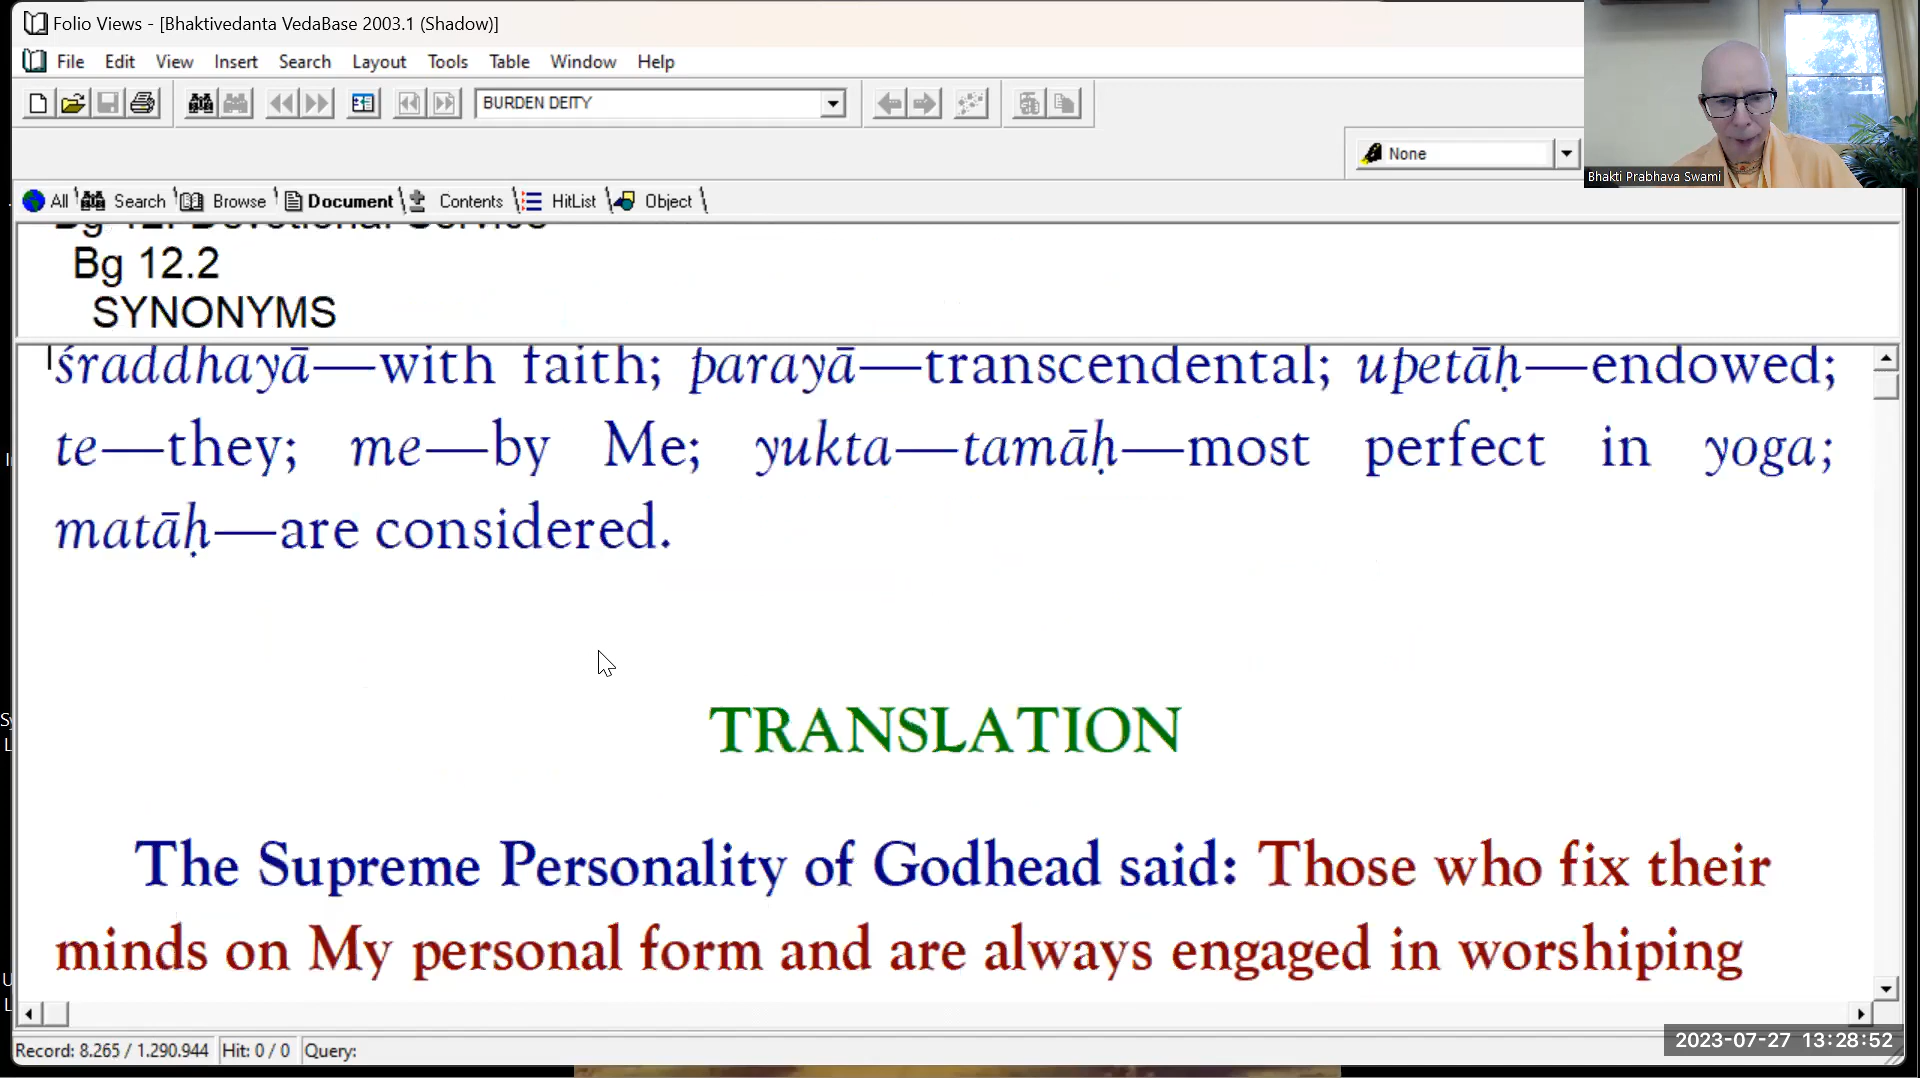 Folio Views - [Bhaktivedanta VedaBase 2003.1 (Shadow)]
File Edit View Insert Search Layout Tools Table Window Help
BURDEN DEITY
None
Bhakti Prabhava Swami
All Search Browse Document Contents HitList Object
Bg 12: Devotional Service
Bg 12.2
SYNONYMS
śraddhayā—with faith; parayā—transcendental; upetāḥ—endowed;
te—they; me—by Me; yukta—tamāḥ—most perfect in yoga;
matāḥ—are considered.
TRANSLATION
The Supreme Personality of Godhead said: Those who fix their
minds on My personal form and are always engaged in worshiping
Record: 8.265 / 1.290.944 Hit: 0 / 0 Query:
2023-07-27 13:28:52